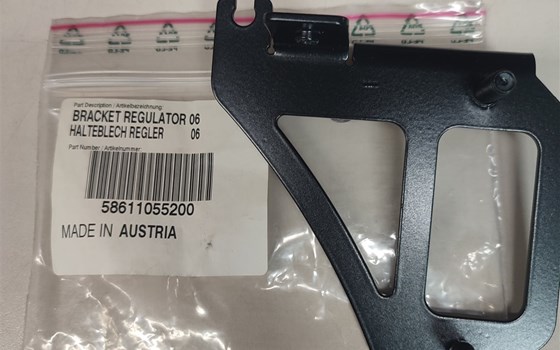 Part Description / Artikelbezeichnung:
BRACKET REGULATOR 06
HALTEBLECH REGLER 06
Part Number / Artikelnummer:
58611055200
MADE IN AUSTRIA